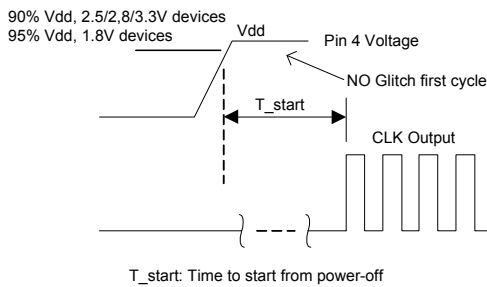 90% Vdd, 2.5/2,8/3.3V devices
95% Vdd, 1.8V devices
Vdd
Pin 4 Voltage
NO Glitch first cycle
T_start
CLK Output
T_start: Time to start from power-off